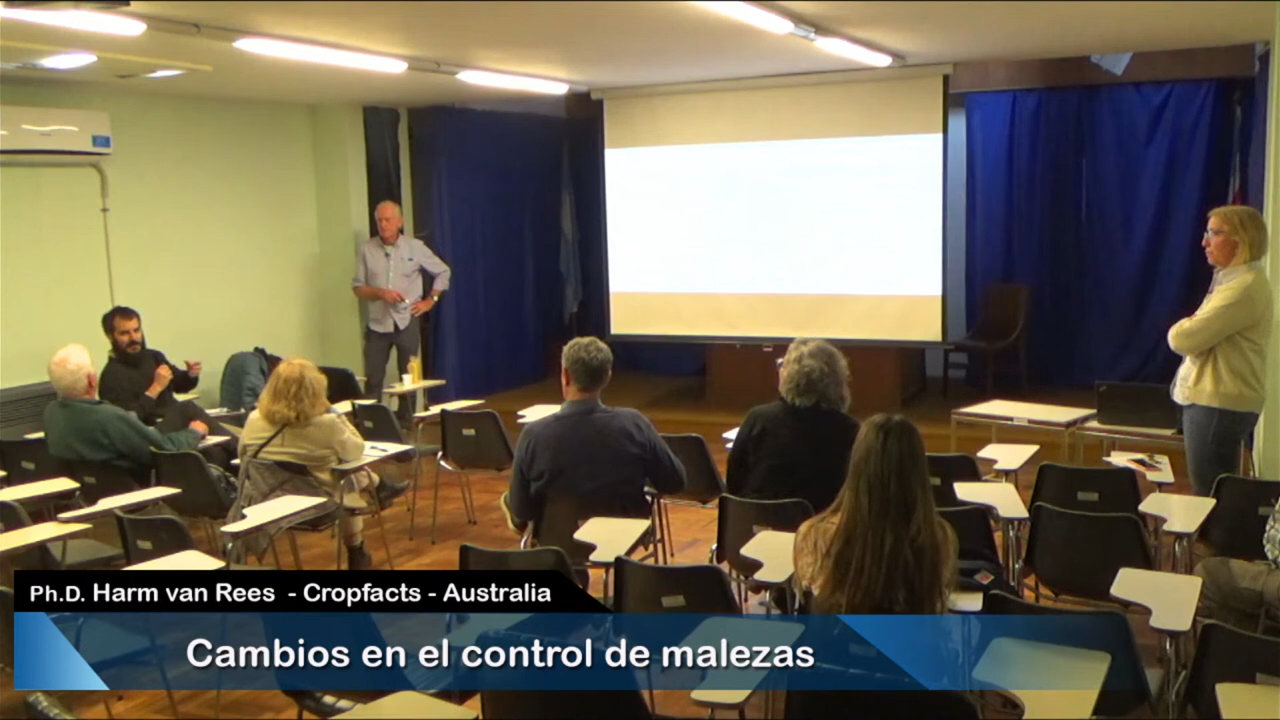 Ph.D. Harm van Rees - Cropfacts - Australia
Cambios en el control de malezas